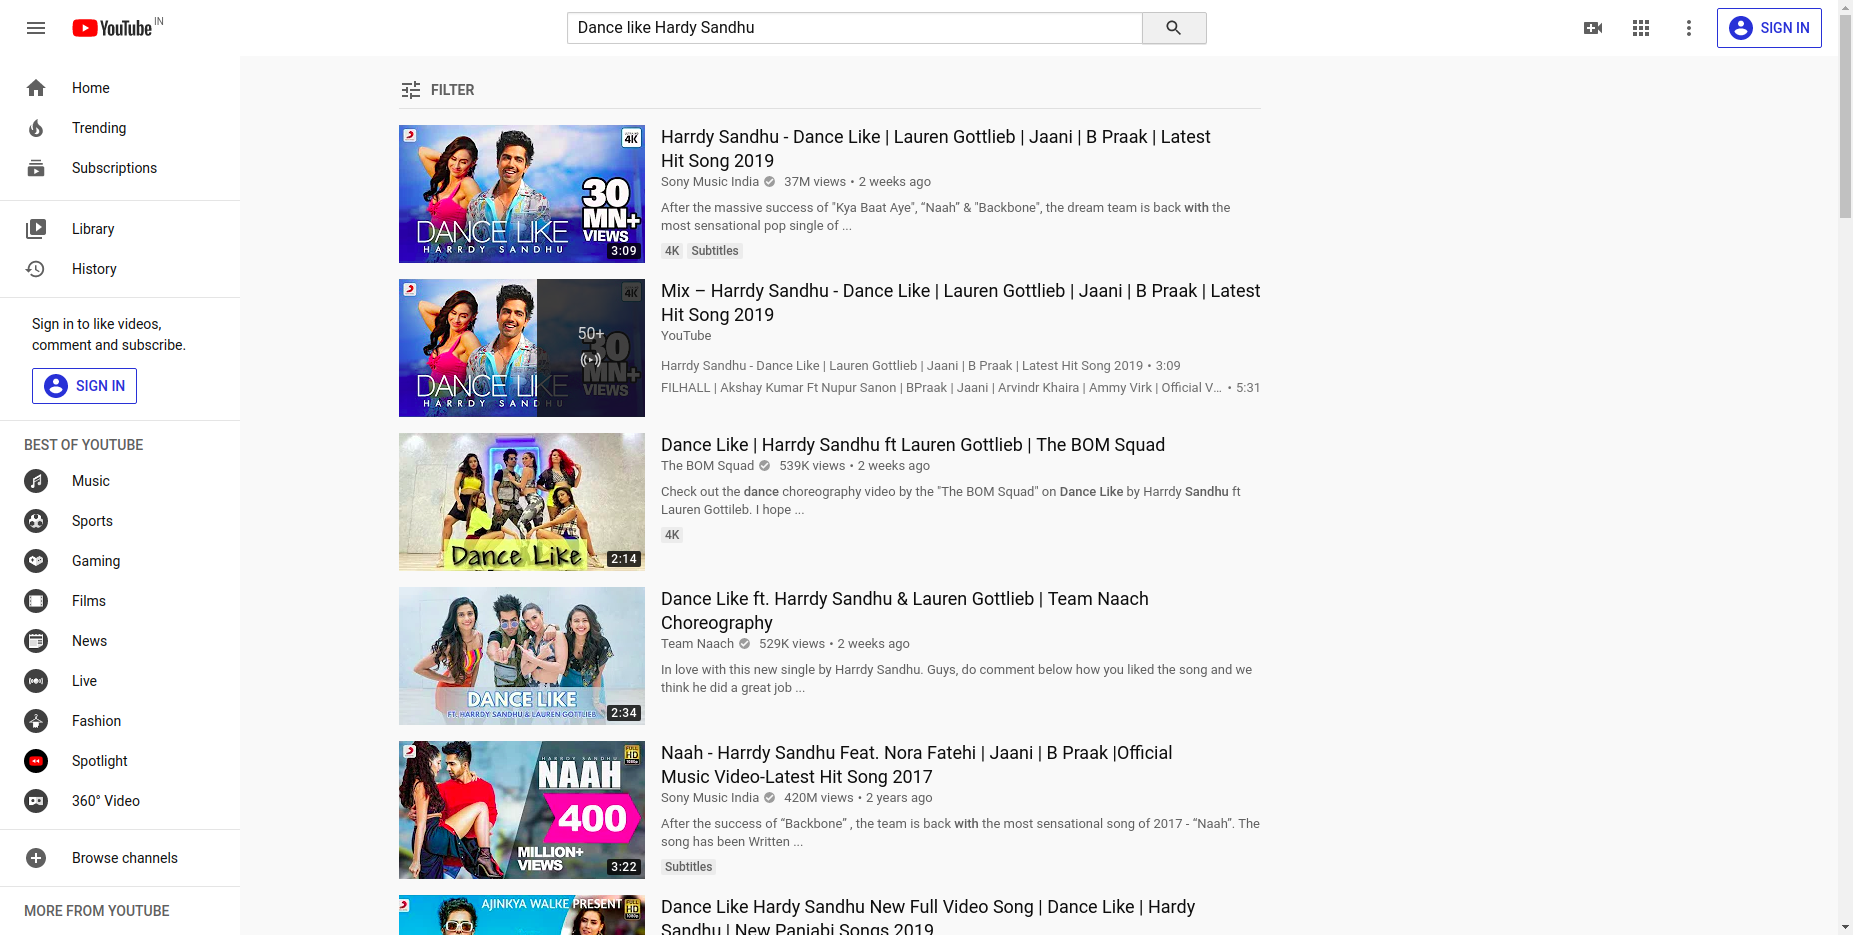 YouTube IN
Dance like Hardy Sandhu
SIGN IN
Home
Trending
Subscriptions
Library
History
Sign in to like videos,
comment and subscribe.
SIGN IN
BEST OF YOUTUBE
Music
Sports
Gaming
Films
News
Live
Fashion
Spotlight
360° Video
Browse channels
MORE FROM YOUTUBE
FILTER
4K
30
MN+
VIEWS
DANCE LIKE
HARRDY SANDHU
3:09
Harrdy Sandhu - Dance Like | Lauren Gottlieb | Jaani | B Praak | Latest
Hit Song 2019
Sony Music India 37M views • 2 weeks ago
After the massive success of "Kya Baat Aye", “Naah” & "Backbone", the dream team is back with the
most sensational pop single of ...
4K Subtitles
4K
30
MN+
VIEWS
DANCE LIKE
HARRDY SANDHU
50+
Mix – Harrdy Sandhu - Dance Like | Lauren Gottlieb | Jaani | B Praak | Latest
Hit Song 2019
YouTube
Harrdy Sandhu - Dance Like | Lauren Gottlieb | Jaani | B Praak | Latest Hit Song 2019 • 3:09
FILHALL | Akshay Kumar Ft Nupur Sanon | BPraak | Jaani | Arvindr Khaira | Ammy Virk | Official V... • 5:31
Dance Like
2:14
Dance Like | Harrdy Sandhu ft Lauren Gottlieb | The BOM Squad
The BOM Squad 539K views • 2 weeks ago
Check out the dance choreography video by the "The BOM Squad" on Dance Like by Harrdy Sandhu ft
Lauren Gottileb. I hope ...
4K
DANCE LIKE
FT. HARRDY SANDHU & LAUREN GOTTLIEB
2:34
Dance Like ft. Harrdy Sandhu & Lauren Gottlieb | Team Naach
Choreography
Team Naach 529K views • 2 weeks ago
In love with this new single by Harrdy Sandhu. Guys, do comment below how you liked the song and we
think he did a great job ...
HARRDY SANDHU
NAAH
FULL HD 1080p
400
MILLION+
VIEWS
3:22
Naah - Harrdy Sandhu Feat. Nora Fatehi | Jaani | B Praak |Official
Music Video-Latest Hit Song 2017
Sony Music India 420M views • 2 years ago
After the success of “Backbone” , the team is back with the most sensational song of 2017 - “Naah”. The
song has been Written ...
Subtitles
AJINKYA WALKE PRESENT
FULL HD 1080p
Dance Like Hardy Sandhu New Full Video Song | Dance Like | Hardy
Sandhu | New Panjabi Songs 2019